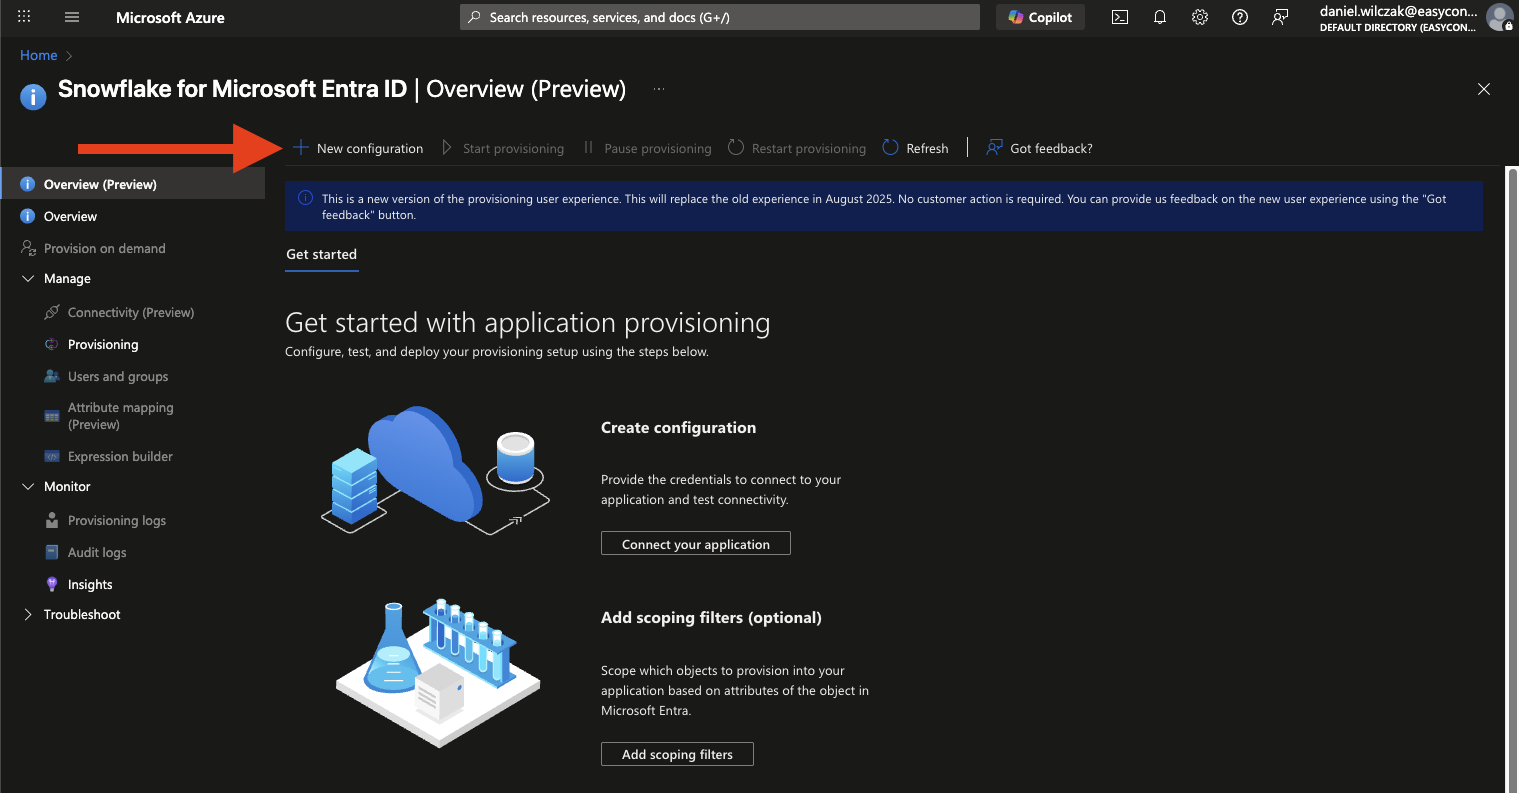 Microsoft Azure
Search resources, services, and docs (G+/)
Copilot
daniel.wilczak@easycon...
DEFAULT DIRECTORY (EASYCON...
Home
Snowflake for Microsoft Entra ID | Overview (Preview)
New configuration
Start provisioning
Pause provisioning
Restart provisioning
Refresh
Got feedback?
Overview (Preview)
Overview
Provision on demand
Manage
Connectivity (Preview)
Provisioning
Users and groups
Attribute mapping
(Preview)
Expression builder
Monitor
Provisioning logs
Audit logs
Insights
Troubleshoot
This is a new version of the provisioning user experience. This will replace the old experience in August 2025. No customer action is required. You can provide us feedback on the new user experience using the "Got
feedback" button.
Get started
Get started with application provisioning
Configure, test, and deploy your provisioning setup using the steps below.
Create configuration
Provide the credentials to connect to your
application and test connectivity.
Connect your application
Add scoping filters (optional)
Scope which objects to provision into your
application based on attributes of the object in
Microsoft Entra.
Add scoping filters